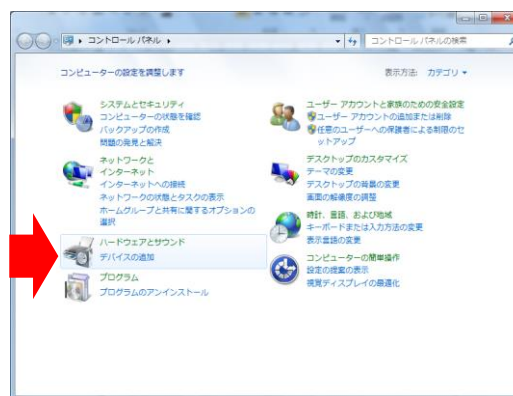 コントロール パネル
コントロール パネルの検索
コンピューターの設定を調整します
表示方法: カテゴリ
システムとセキュリティ
コンピューターの状態を確認
バックアップの作成
問題の発見と解決
ネットワークと
インターネット
インターネットへの接続
ネットワークの状態とタスクの表示
ホームグループと共有に関するオプションの
選択
ハードウェアとサウンド
デバイスの追加
プログラム
プログラムのアンインストール
ユーザー アカウントと家族のための安全設定
ユーザー アカウントの追加または削除
任意のユーザーへの保護者による制限のセ
ットアップ
デスクトップのカスタマイズ
テーマの変更
デスクトップの背景の変更
画面の解像度の調整
時計、言語、および地域
キーボードまたは入力方法の変更
表示言語の変更
コンピューターの簡単操作
設定の提案の表示
視覚ディスプレイの最適化